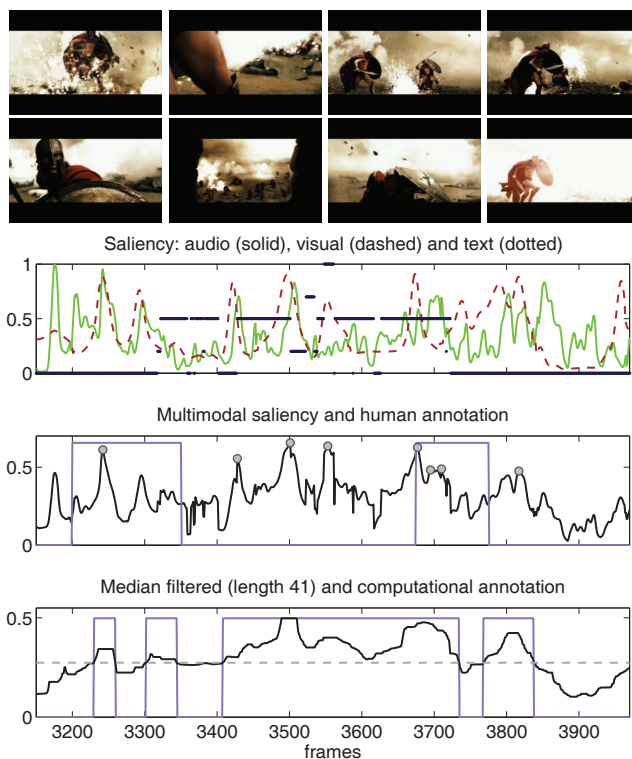 Saliency: audio (solid), visual (dashed) and text (dotted)
1
0.5
0
Multimodal saliency and human annotation
0.5
0
Median filtered (length 41) and computational annotation
0.5
0
3200 3300 3400 3500 3600 3700 3800 3900
frames